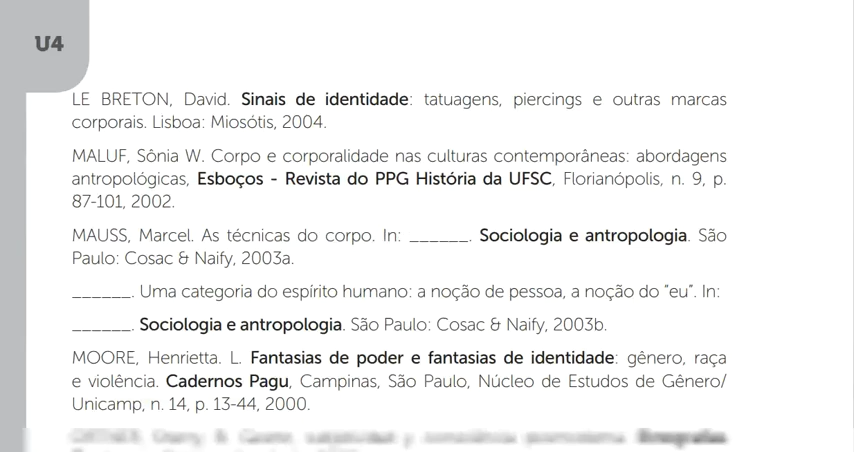 U4
LE BRETON, David. Sinais de identidade: tatuagens, piercings e outras marcas
corporais. Lisboa: Miosótis, 2004.
MALUF, Sônia W. Corpo e corporalidade nas culturas contemporâneas: abordagens
antropológicas, Esboços - Revista do PPG História da UFSC, Florianópolis, n. 9, p.
87-101, 2002.
MAUSS, Marcel. As técnicas do corpo. In: ______. Sociologia e antropologia. São
Paulo: Cosac & Naify, 2003a.
______. Uma categoria do espírito humano: a noção de pessoa, a noção do "eu". In:
______. Sociologia e antropologia. São Paulo: Cosac & Naify, 2003b.
MOORE, Henrietta. L. Fantasias de poder e fantasias de identidade: gênero, raça
e violência. Cadernos Pagu, Campinas, São Paulo, Núcleo de Estudos de Gênero/
Unicamp, n. 14, p. 13-44, 2000.